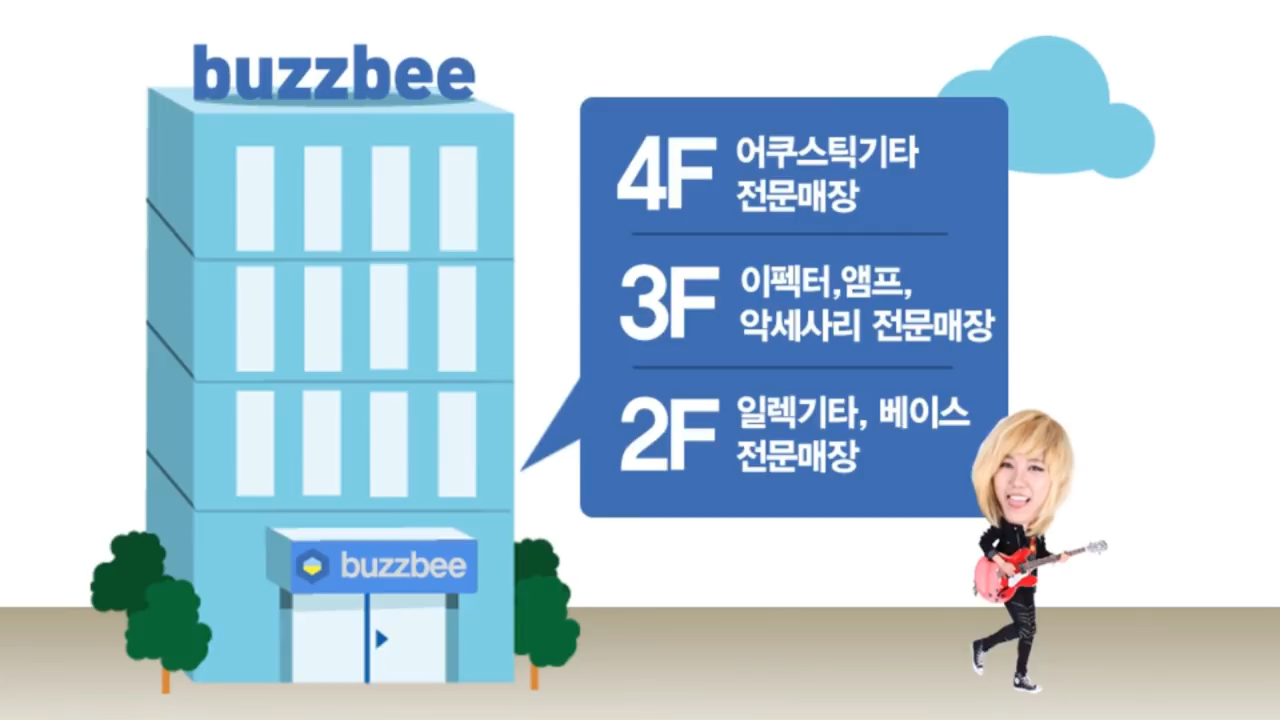 buzzbee
4F
어쿠스틱기타
전문매장
3F
이펙터,앰프,
악세사리 전문매장
2F
일렉기타, 베이스
전문매장
buzzbee